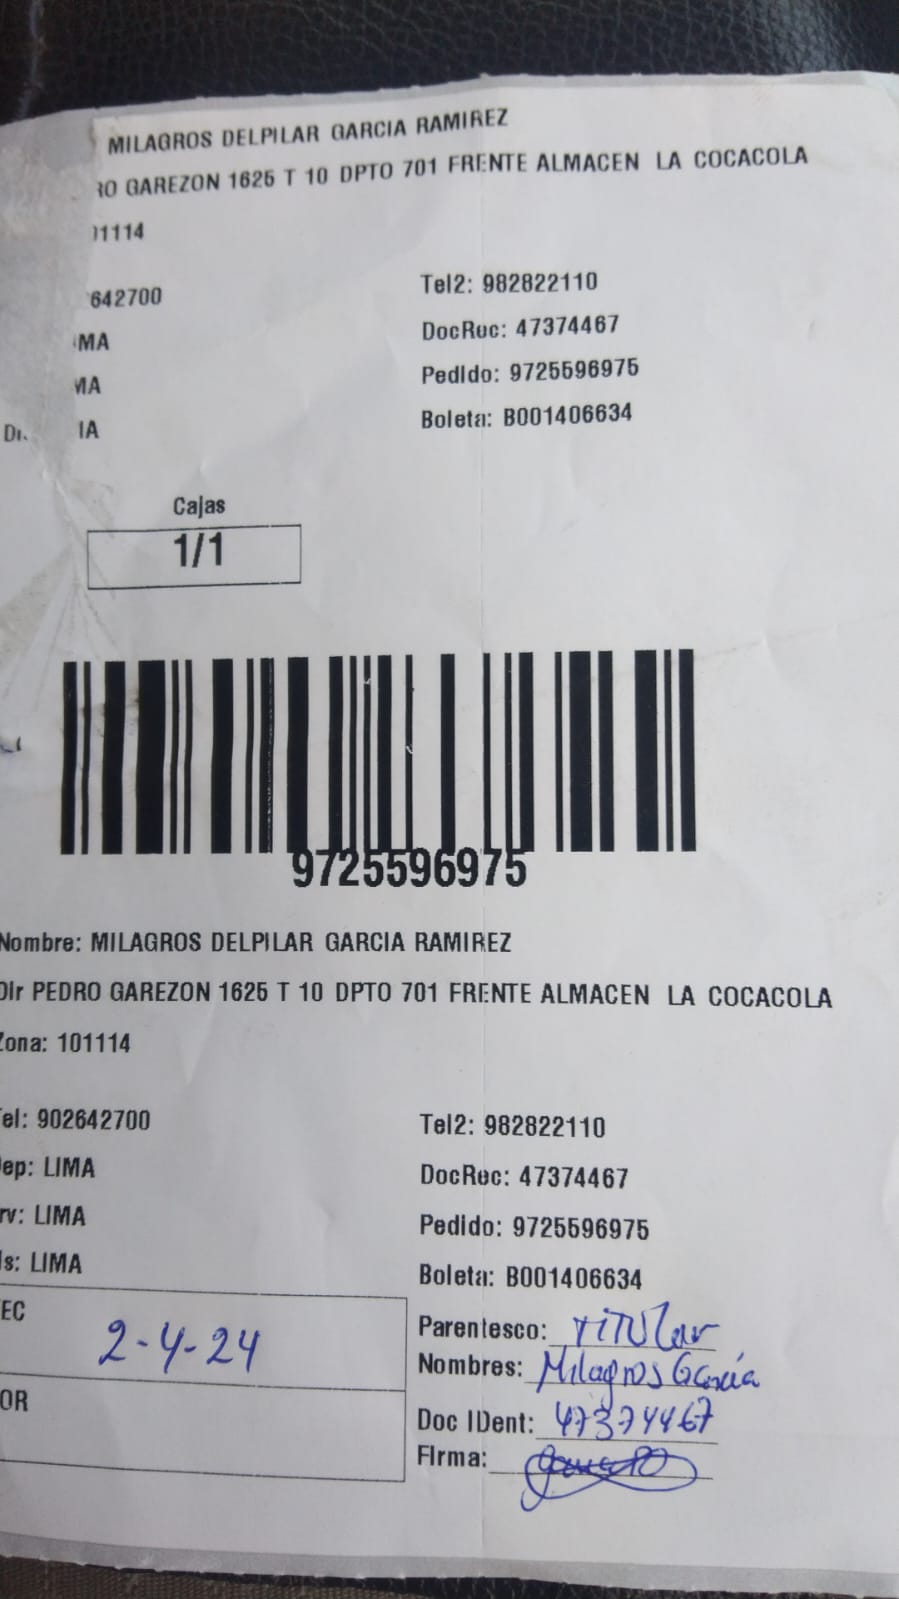 MILAGROS DELPILAR GARCIA RAMIREZ
RO GAREZON 1625 T 10 DPTO 701 FRENTE ALMACEN LA COCACOLA
01114
642700 Tel2: 982822110
MA DocRec: 47374467
MA Pedido: 9725596975
IA Boleta: B001406634
Cajas
1/1
9725596975
Nombre: MILAGROS DELPILAR GARCIA RAMIREZ
Dir PEDRO GAREZON 1625 T 10 DPTO 701 FRENTE ALMACEN LA COCACOLA
Zona: 101114
Tel: 902642700 Tel2: 982822110
ep: LIMA DocRec: 47374467
rv: LIMA Pedido: 9725596975
is: LIMA Boleta: B001406634
EC 2-4-24 Parentesco: TITULar
Nombres: Milagros García
OR Doc IDent: 47374467
Firma: